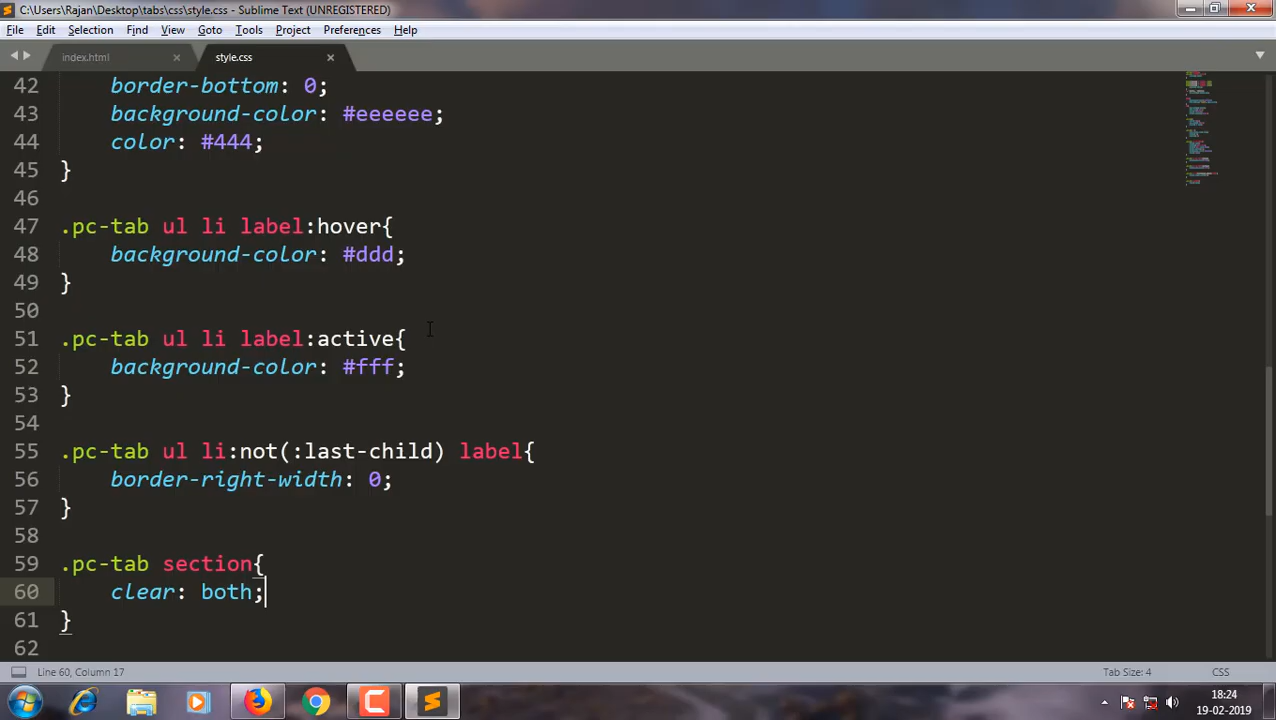 C:\Users\Rajan\Desktop\tabs\css\style.css - Sublime Text (UNREGISTERED)
File Edit Selection Find View Goto Tools Project Preferences Help
index.html × style.css ×
42 border-bottom: 0;
43 background-color: #eeeeee;
44 color: #444;
45 }
46
47 .pc-tab ul li label:hover{
48 background-color: #ddd;
49 }
50
51 .pc-tab ul li label:active{
52 background-color: #fff;
53 }
54
55 .pc-tab ul li:not(:last-child) label{
56 border-right-width: 0;
57 }
58
59 .pc-tab section{
60 clear: both;
61 }
62
Line 60, Column 17 Tab Size: 4 CSS
18:24
19-02-2019